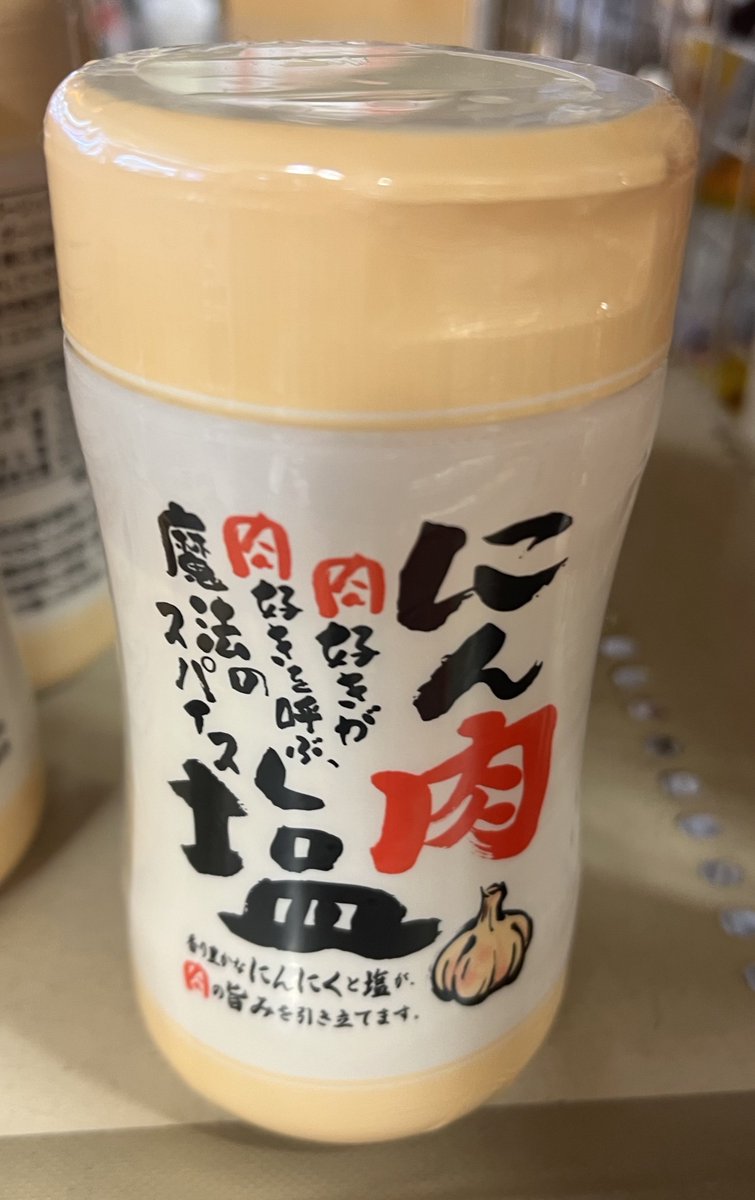 にん肉
塩
肉好きが
肉好きを呼ぶ、
魔法の
スパイス
香り豊かなにんにくと塩が、
肉の旨みを引き立てます。